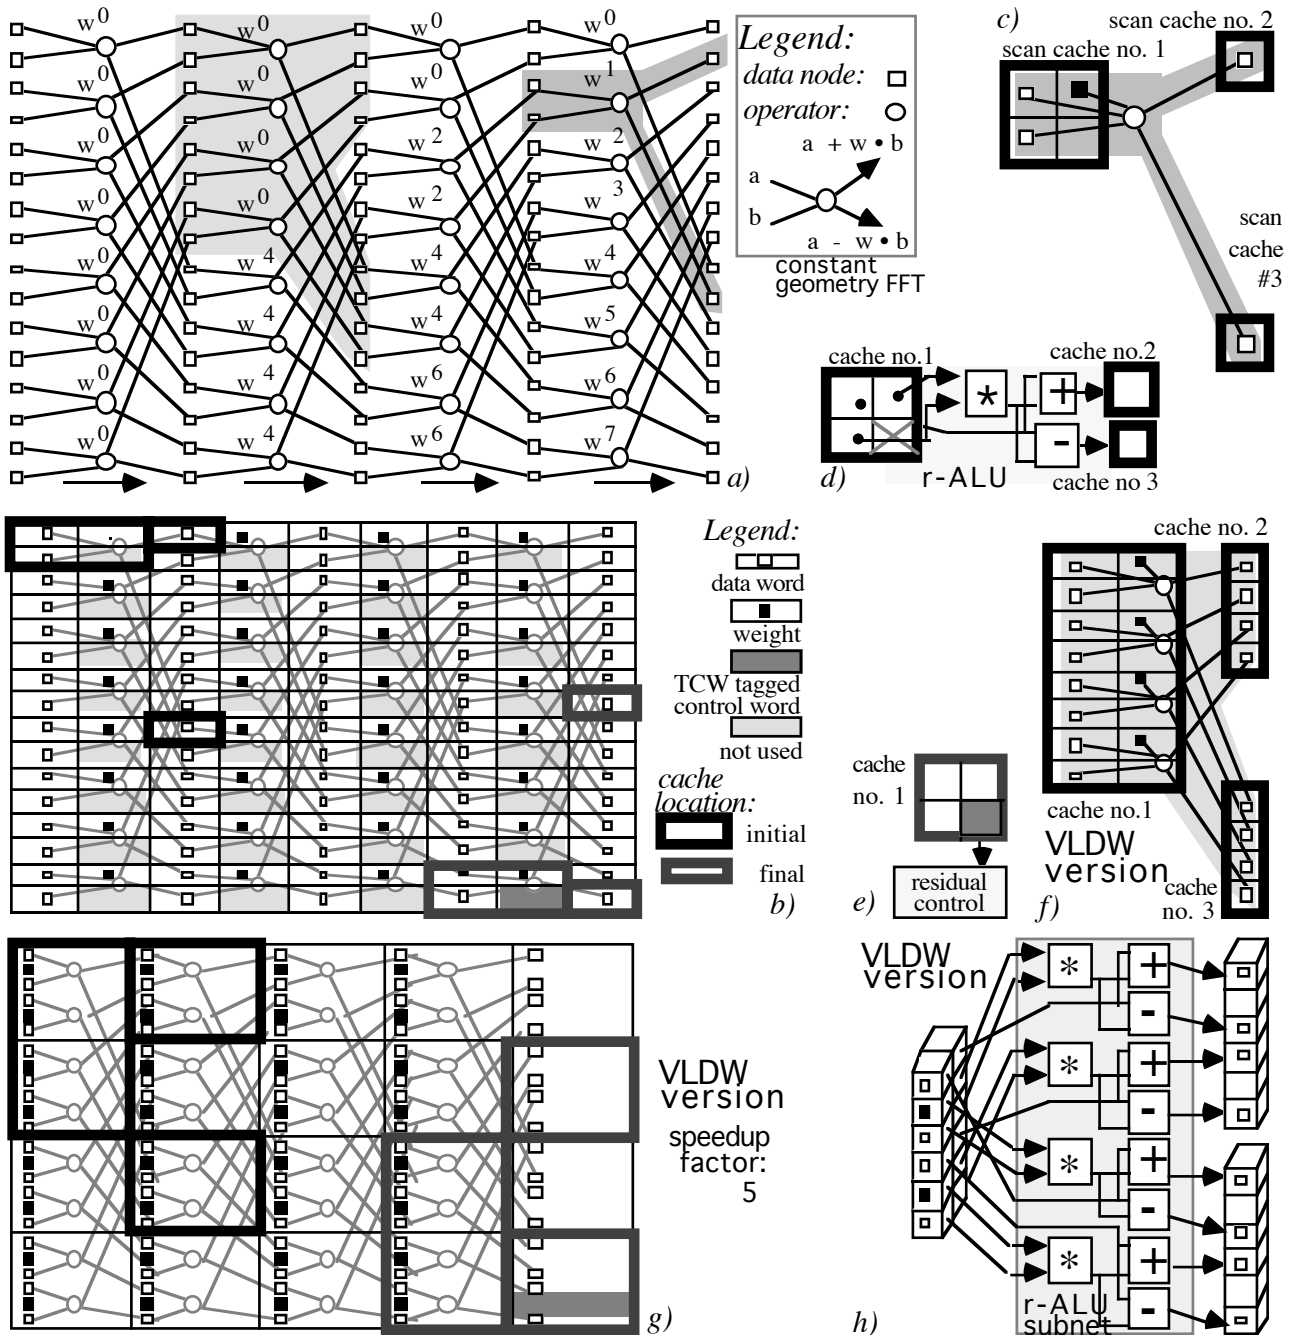 w0 w0 w0 w0
w0 w0 w0 w1
w0 w0 w2 w2
w0 w0 w2 w3
w0 w4 w4 w4
w0 w4 w4 w5
w0 w4 w6 w6
w0 w4 w6 w7
a)
Legend:
data node:
operator:
a + w • b
a
b
a - w • b
constant
geometry FFT
c)
scan cache no. 2
scan cache no. 1
scan
cache
#3
cache no.1
cache no.2
*
+
-
d)
r-ALU
cache no 3
Legend:
data word
weight
TCW tagged
control word
not used
cache
location:
initial
final
b)
cache
no. 1
residual
control
e)
cache no. 2
cache no.1
VLDW
version
cache
no. 3
f)
VLDW
version
speedup
factor:
5
g)
VLDW
version
* +
-
* +
-
* +
-
* +
-
r-ALU
subnet
h)